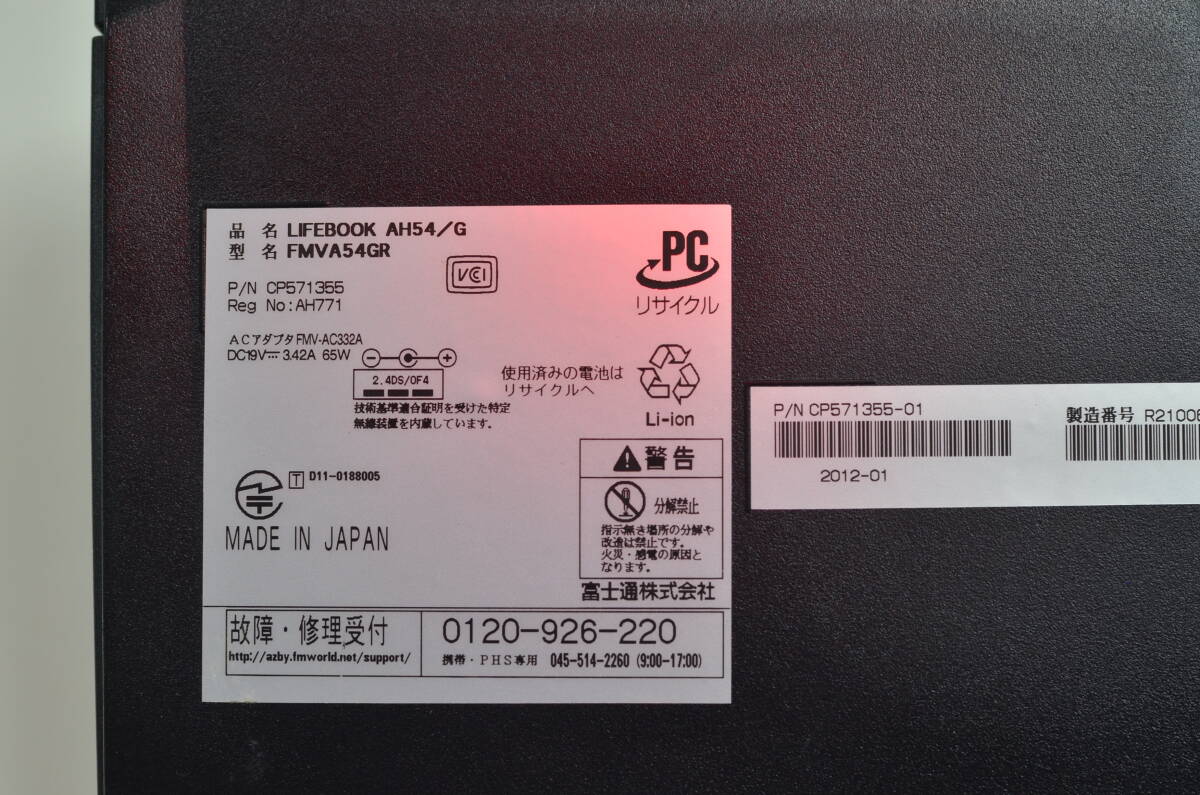 品 名 LIFEBOOK AH54/G
型 名 FMVA54GR
P/N CP571355
Reg No:AH771
VCI
PC
リサイクル
ACアダプタ FMV-AC332A
DC19V 3.42A 65W
2.4DS/OF4
技術基準適合証明を受けた特定
無線装置を内蔵しています。
使用済みの電池は
リサイクルへ
Li-ion
T D11-0188005
MADE IN JAPAN
警告
分解禁止
指示無き場所の分解や
改造は禁止です。
火災・感電の原因と
なります。
富士通株式会社
故障・修理受付
http://azby.fmworld.net/support/
0120-926-220
携帯・PHS専用 045-514-2260 (9:00-17:00)
P/N CP571355-01
2012-01
製造番号 R2100